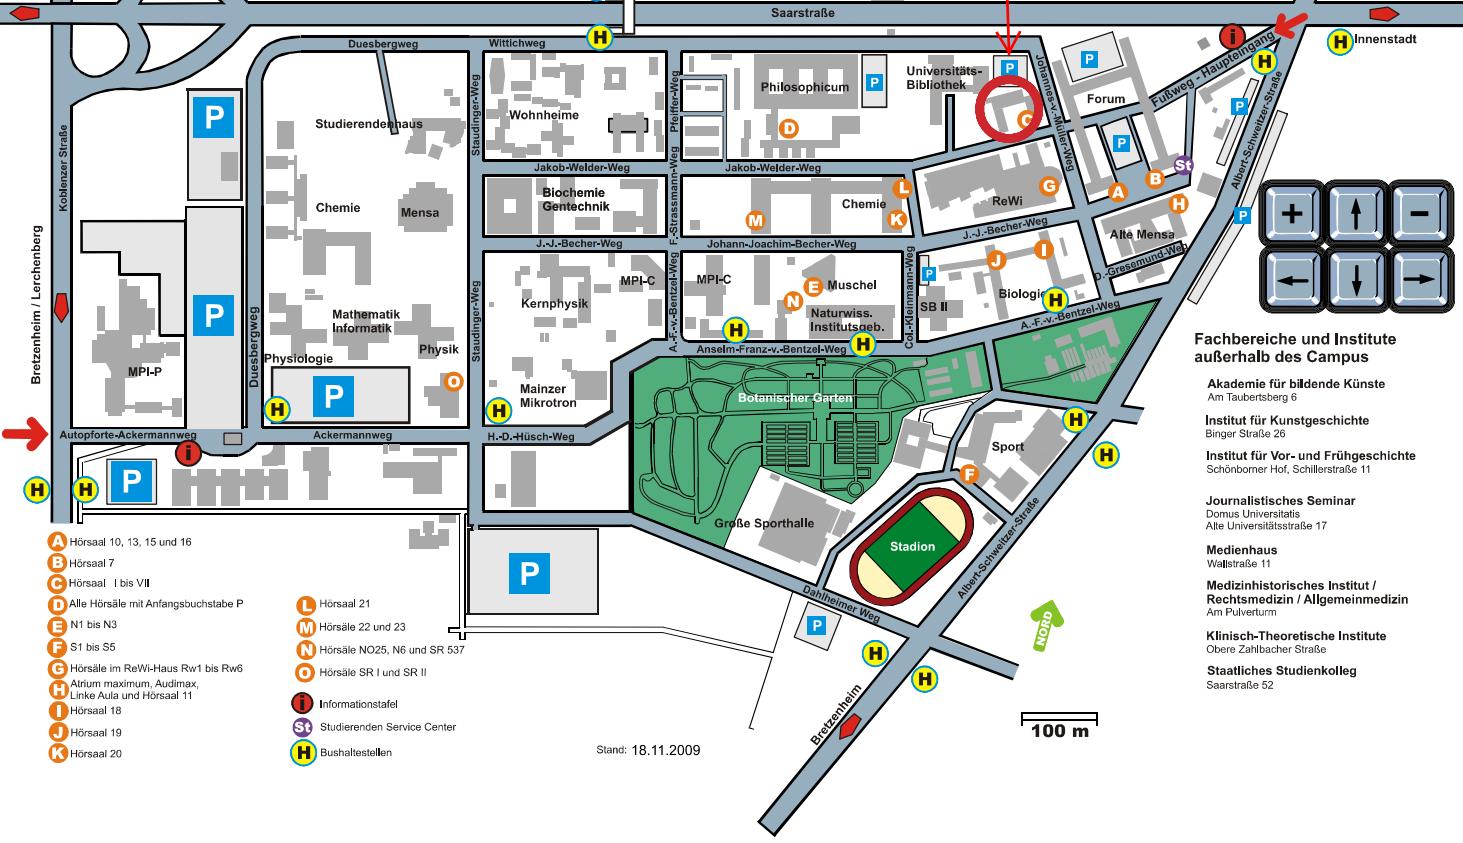 Saarstraße
H
i
H Innenstadt
Duesbergweg
Wittichweg
H
Koblenzer Straße
P
Studierendenhaus
Staudinger-Weg
Wohnheime
Pfeiffer-Weg
Philosophicum
P
D
Universitäts-
Bibliothek
P
C
Johannes-v.-Müller-Weg
P
Forum
Fußweg - Haupteingang
P
P
Albert-Schweitzer-Straße
St
Jakob-Welder-Weg
Jakob-Welder-Weg
Chemie
Mensa
Biochemie
Gentechnik
F.-Strassmann-Weg
M
Chemie
L
K
G
ReWi
A
B
H
P
Alte Mensa
J.-J.-Becher-Weg
Johann-Joachim-Becher-Weg
J.-J.-Becher-Weg
D.-Gresemund-Weg
+
-
Bretzenheim / Lerchenberg
P
Duesbergweg
MPI-P
Mathematik
Informatik
Physiologie
Physik
O
P
H
Staudinger-Weg
Kernphysik
MPI-C
A.-F.-v.-Bentzel-Weg
MPI-C
E
N
Muschel
Naturwiss.
Institutsgeb.
H
H
Col.-Kleinmann-Weg
P
SB II
J
I
Biologie
H
A.-F.-v.-Bentzel-Weg
Anselm-Franz-v.-Bentzel-Weg
Mainzer
Mikrotron
H
Botanischer Garten
Autopforte-Ackermannweg
Ackermannweg
H.-D.-Hüsch-Weg
i
P
H
H
Sport
F
H
H
Große Sporthalle
Stadion
Albert-Schweitzer-Straße
P
Dahlheimer Weg
P
H
H
Bretzenheim
NORD
100 m
Fachbereiche und Institute
außerhalb des Campus
Akademie für bildende Künste
Am Taubertsberg 6
Institut für Kunstgeschichte
Binger Straße 26
Institut für Vor- und Frühgeschichte
Schönborner Hof, Schillerstraße 11
Journalistisches Seminar
Domus Universitatis
Alte Universitätsstraße 17
Medienhaus
Wallstraße 11
Medizinhistorisches Institut /
Rechtsmedizin / Allgemeinmedizin
Am Pulverturm
Klinisch-Theoretische Institute
Obere Zahlbacher Straße
Staatliches Studienkolleg
Saarstraße 52
A Hörsaal 10, 13, 15 und 16
B Hörsaal 7
C Hörsaal I bis VII
D Alle Hörsäle mit Anfangsbuchstabe P
E N1 bis N3
F S1 bis S5
G Hörsäle im ReWi-Haus Rw1 bis Rw6
H Atrium maximum, Audimax,
Linke Aula und Hörsaal 11
I Hörsaal 18
J Hörsaal 19
K Hörsaal 20
L Hörsaal 21
M Hörsäle 22 und 23
N Hörsäle NO25, N6 und SR 537
O Hörsäle SR I und SR II
i Informationstafel
St Studierenden Service Center
H Bushaltestellen
Stand: 18.11.2009